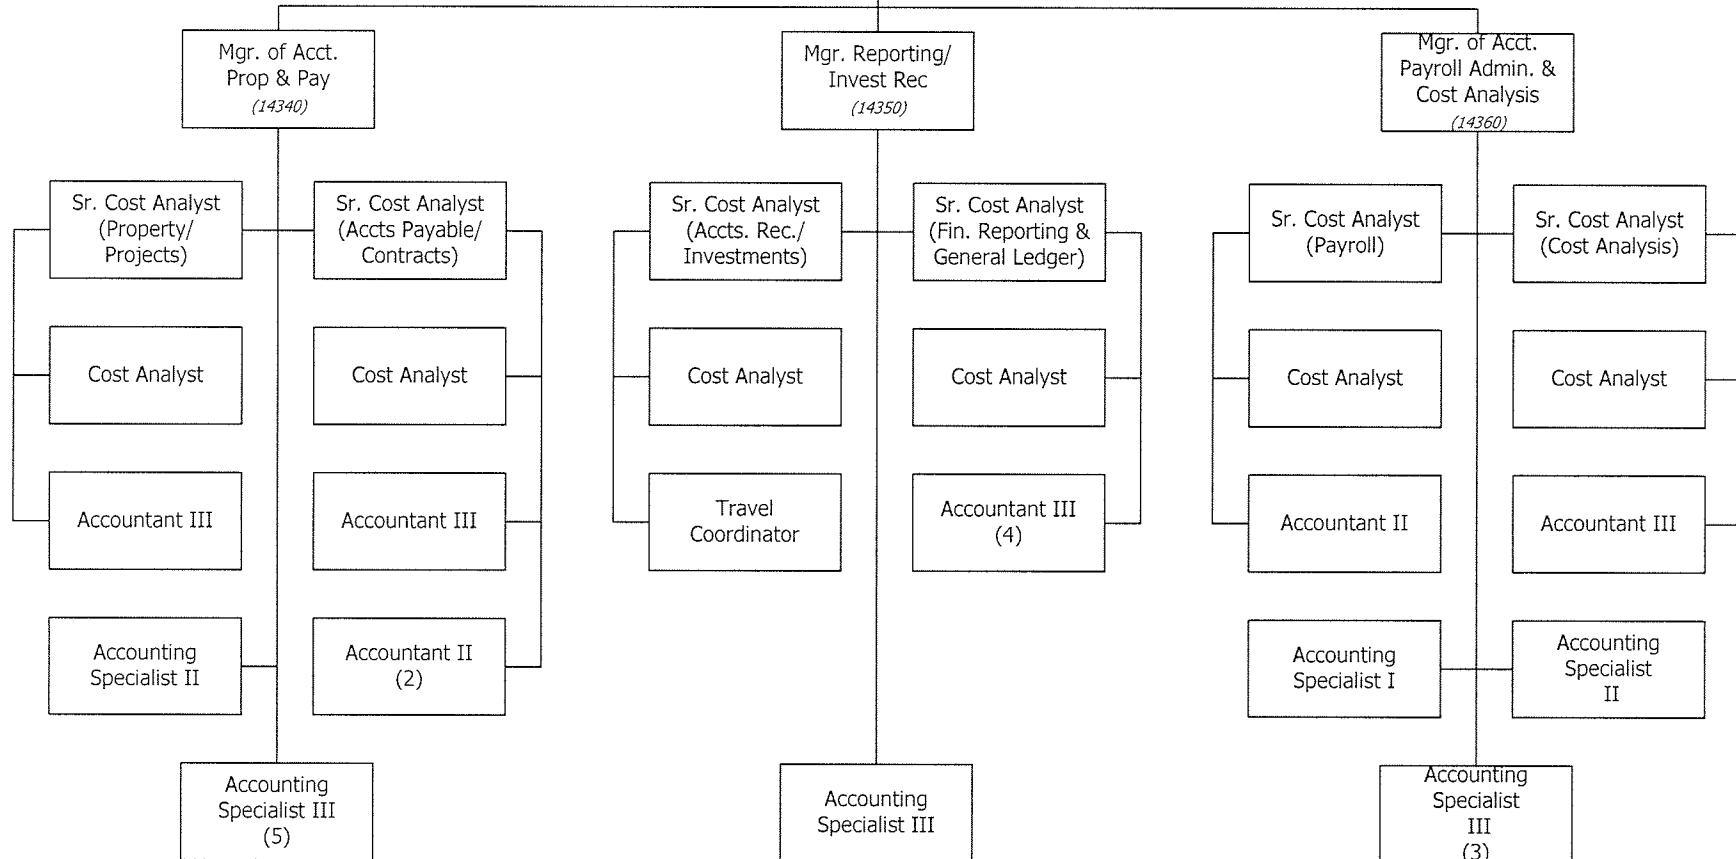 Mgr. of Acct.
Prop & Pay
(14340)
Mgr. Reporting/
Invest Rec
(14350)
Mgr. of Acct.
Payroll Admin. &
Cost Analysis
(14360)
Sr. Cost Analyst
(Property/
Projects)
Sr. Cost Analyst
(Accts Payable/
Contracts)
Sr. Cost Analyst
(Accts. Rec./
Investments)
Sr. Cost Analyst
(Fin. Reporting &
General Ledger)
Sr. Cost Analyst
(Payroll)
Sr. Cost Analyst
(Cost Analysis)
Cost Analyst
Cost Analyst
Cost Analyst
Cost Analyst
Cost Analyst
Cost Analyst
Accountant III
Accountant III
Travel
Coordinator
Accountant III
(4)
Accountant II
Accountant III
Accounting
Specialist II
Accountant II
(2)
Accounting
Specialist I
Accounting
Specialist
II
Accounting
Specialist III
(5)
Accounting
Specialist III
Accounting
Specialist
III
(3)